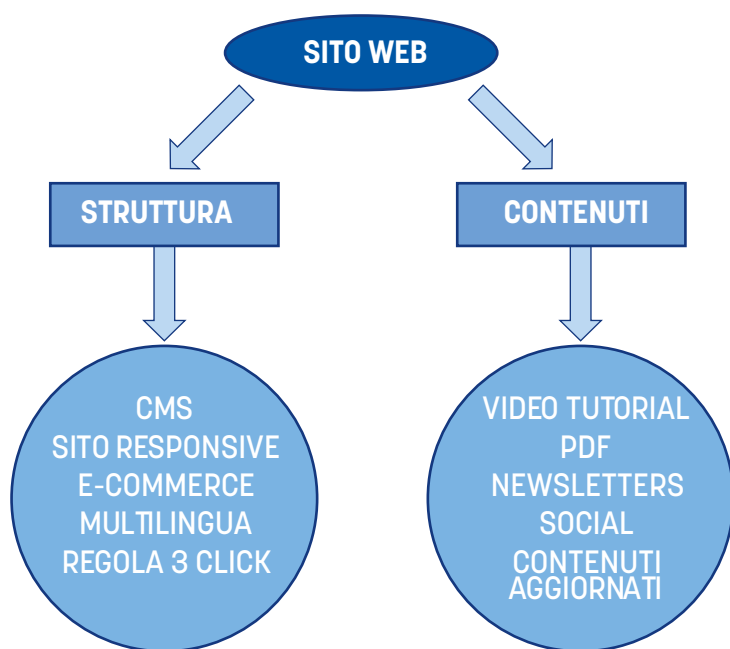 SITO WEB
STRUTTURA
CONTENUTI
CMS
SITO RESPONSIVE
E-COMMERCE
MULTILINGUA
REGOLA 3 CLICK
VIDEO TUTORIAL
PDF
NEWSLETTERS
SOCIAL
CONTENUTI
AGGIORNATI